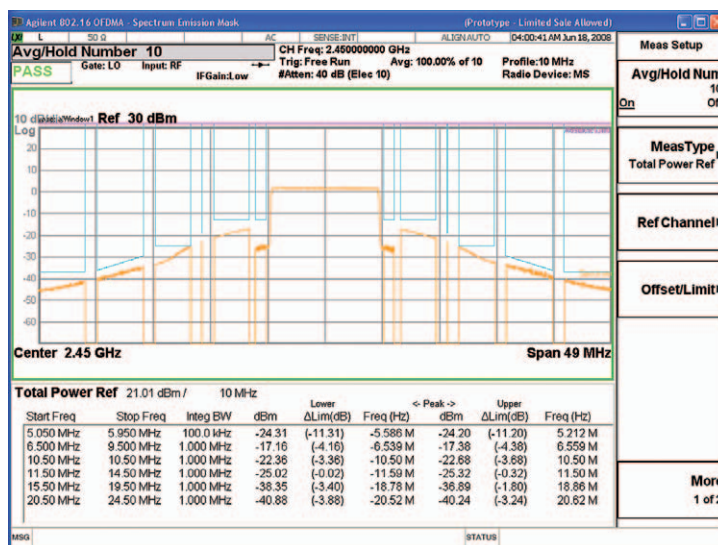 Agilent 802.16 OFDMA - Spectrum Emission Mask (Prototype - Limited Sale Allowed)
L 50 Ω AC SENSE:INT ALIGNAUTO 04:00:41 AM Jun 18, 2008
Avg/Hold Number 10
PASS
Gate: LO Input: RF
IFGain:Low
CH Freq: 2.450000000 GHz
Trig: Free Run Avg: 100.00% of 10
#Atten: 40 dB (Elec 10)
Profile:10 MHz
Radio Device: MS
Ref 30 dBm
Log
20
10
0
-10
-20
-30
-40
-50
-60
Center 2.45 GHz Span 49 MHz
Total Power Ref 21.01 dBm / 10 MHz
Lower <- Peak -> Upper
Start Freq Stop Freq Integ BW dBm ΔLim(dB) Freq (Hz) dBm ΔLim(dB) Freq (Hz)
5.050 MHz 5.950 MHz 100.0 kHz -24.31 (-11.31) -5.586 M -24.20 (-11.20) 5.212 M
6.500 MHz 9.500 MHz 1.000 MHz -17.16 (-4.16) -6.539 M -17.38 (-4.38) 6.559 M
10.50 MHz 10.50 MHz 1.000 MHz -22.36 (-3.36) -10.50 M -22.68 (-3.68) 10.50 M
11.50 MHz 14.50 MHz 1.000 MHz -25.02 (-0.02) -11.59 M -25.32 (-0.32) 11.50 M
15.50 MHz 19.50 MHz 1.000 MHz -38.35 (-3.40) -18.78 M -36.89 (-1.80) 18.86 M
20.50 MHz 24.50 MHz 1.000 MHz -40.88 (-3.88) -20.52 M -40.24 (-3.24) 20.62 M
MSG STATUS
Meas Setup
Avg/Hold Num
10
On
MeasType
Total Power Ref
Ref Channel
Offset/Limit
More
1 of 2